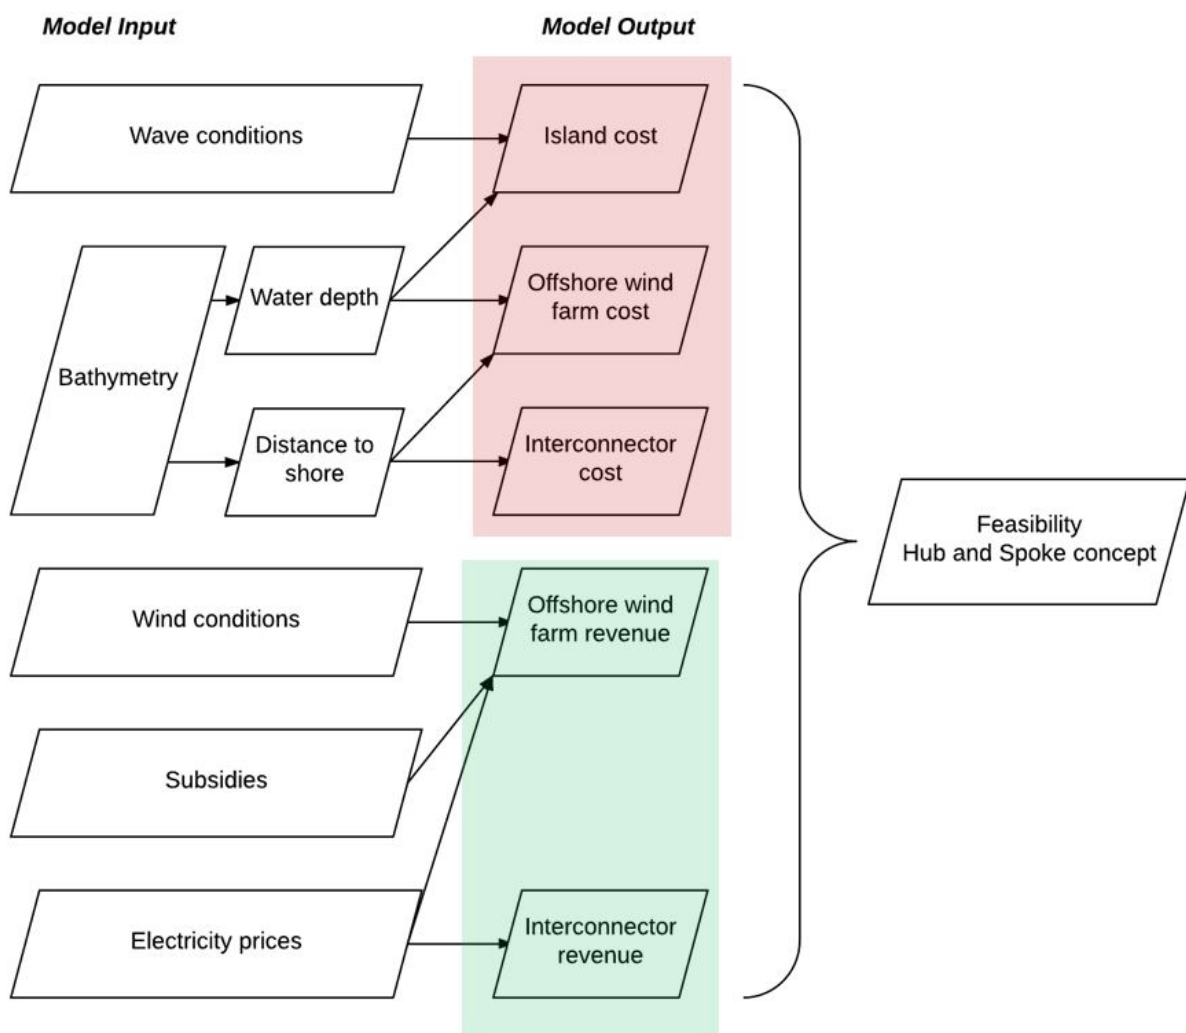 Model Input
Model Output
Wave conditions
Island cost
Water depth
Offshore wind
farm cost
Bathymetry
Distance to
shore
Interconnector
cost
Feasibility
Hub and Spoke concept
Wind conditions
Offshore wind
farm revenue
Subsidies
Electricity prices
Interconnector
revenue